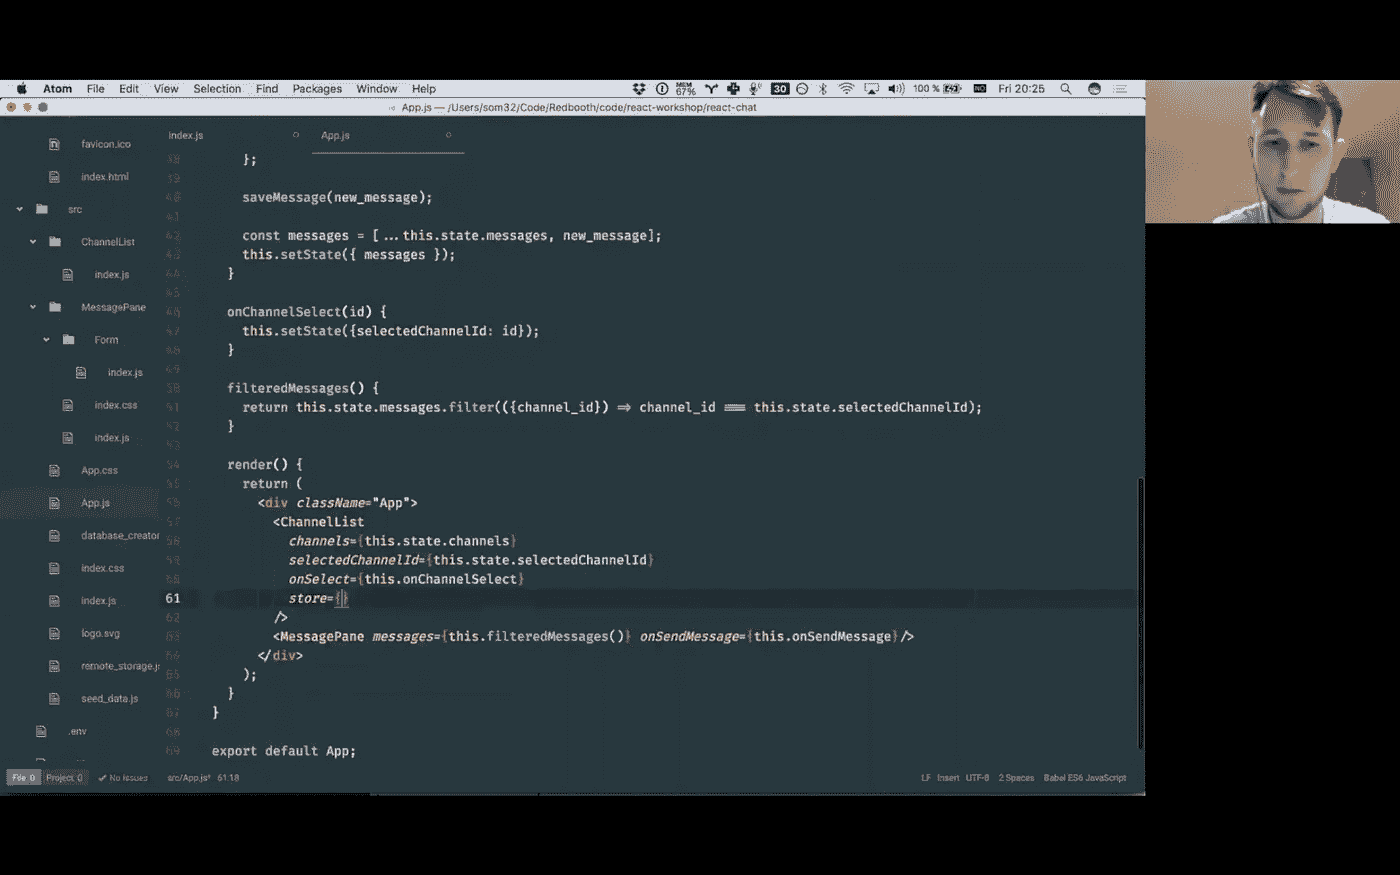 Atom File Edit View Selection Find Packages Window Help MEM 67% 30 100 % NO Fri 20:25
App.js — /Users/som32/Code/Redbooth/code/react-workshop/react-chat
index.js App.js
favicon.ico
index.html
src
ChannelList
index.js
MessagePane
Form
index.js
index.css
index.js
App.css
App.js
database_creator
index.css
index.js
logo.svg
remote_storage.js
seed_data.js
.env
38 };
39
40 saveMessage(new_message);
41
42 const messages = [...this.state.messages, new_message];
43 this.setState({ messages });
44 }
45
46 onChannelSelect(id) {
47 this.setState({selectedChannelId: id});
48 }
49
50 filteredMessages() {
51 return this.state.messages.filter(({channel_id}) => channel_id === this.state.selectedChannelId);
52 }
53
54 render() {
55 return (
56 <div className="App">
57 <ChannelList
58 channels={this.state.channels}
59 selectedChannelId={this.state.selectedChannelId}
60 onSelect={this.onChannelSelect}
61 store={}
62 />
63 <MessagePane messages={this.filteredMessages()} onSendMessage={this.onSendMessage}/>
64 </div>
65 );
66 }
67 }
68
69 export default App;
File 0 Project 0 No Issues src/App.js* 61:18 LF Insert UTF-8 2 Spaces Babel ES6 JavaScript